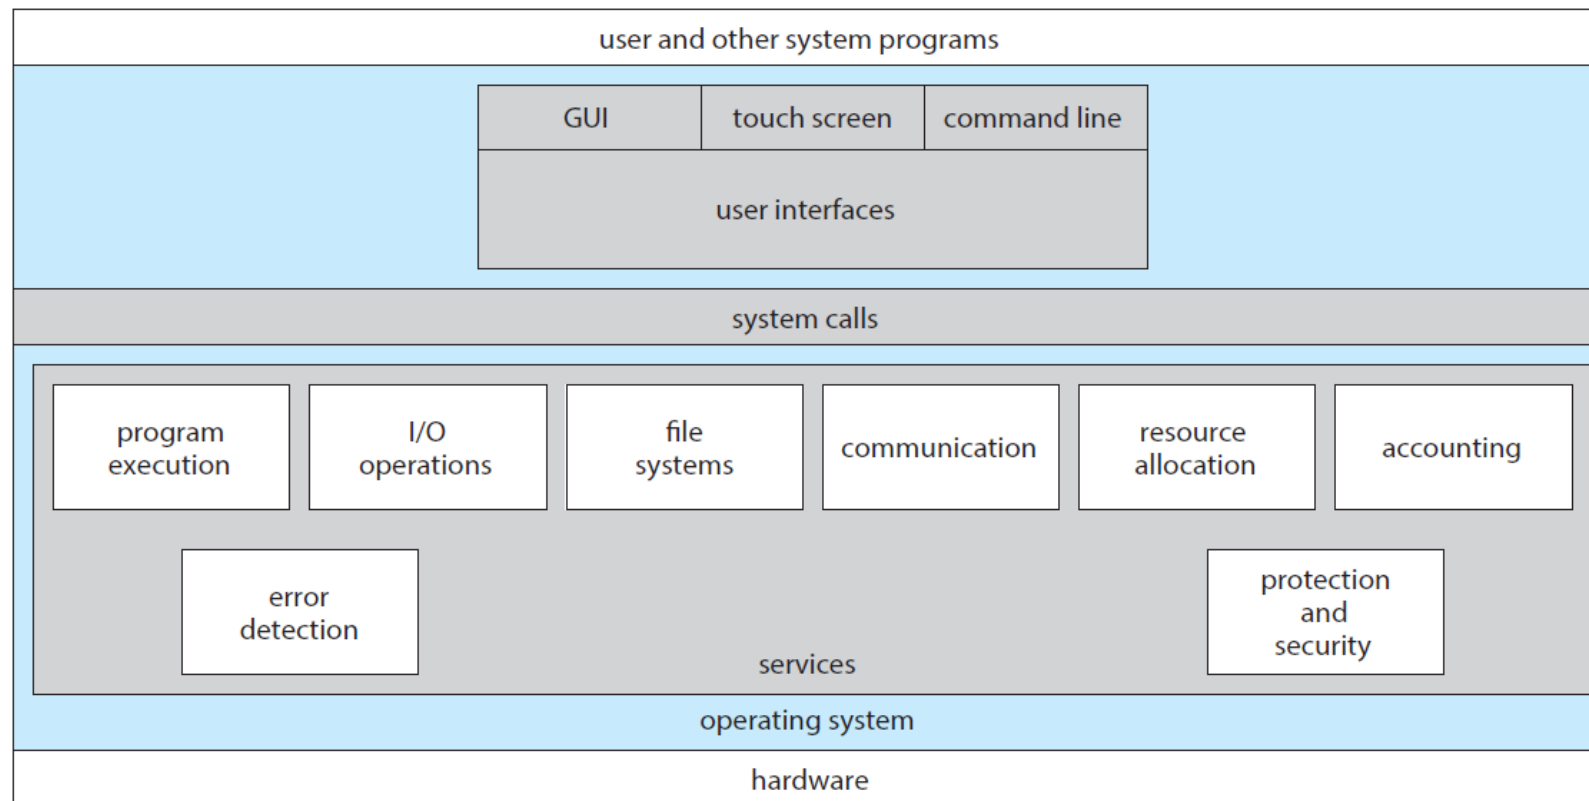 user and other system programs
GUI
touch screen
command line
user interfaces
system calls
program
execution
I/O
operations
file
systems
communication
resource
allocation
accounting
error
detection
protection
and
security
services
operating system
hardware